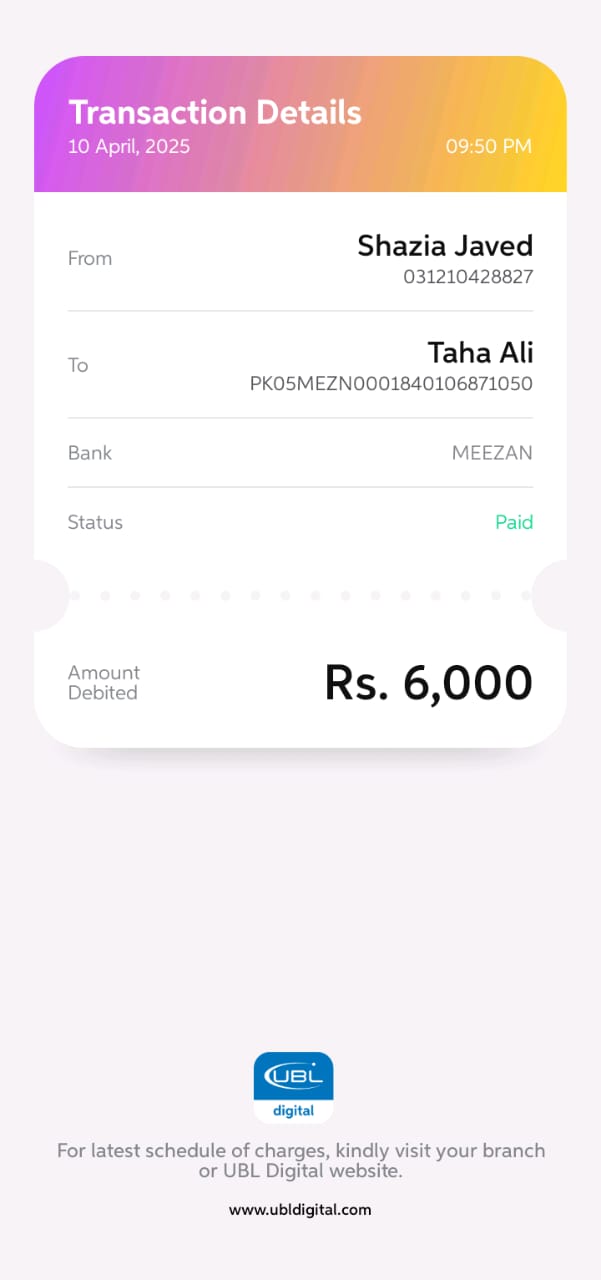 Transaction Details
10 April, 2025 09:50 PM
From
Shazia Javed
031210428827
To
Taha Ali
PK05MEZN0001840106871050
Bank MEEZAN
Status Paid
Amount
Debited
Rs. 6,000
UBL
digital
For latest schedule of charges, kindly visit your branch
or UBL Digital website.
www.ubldigital.com